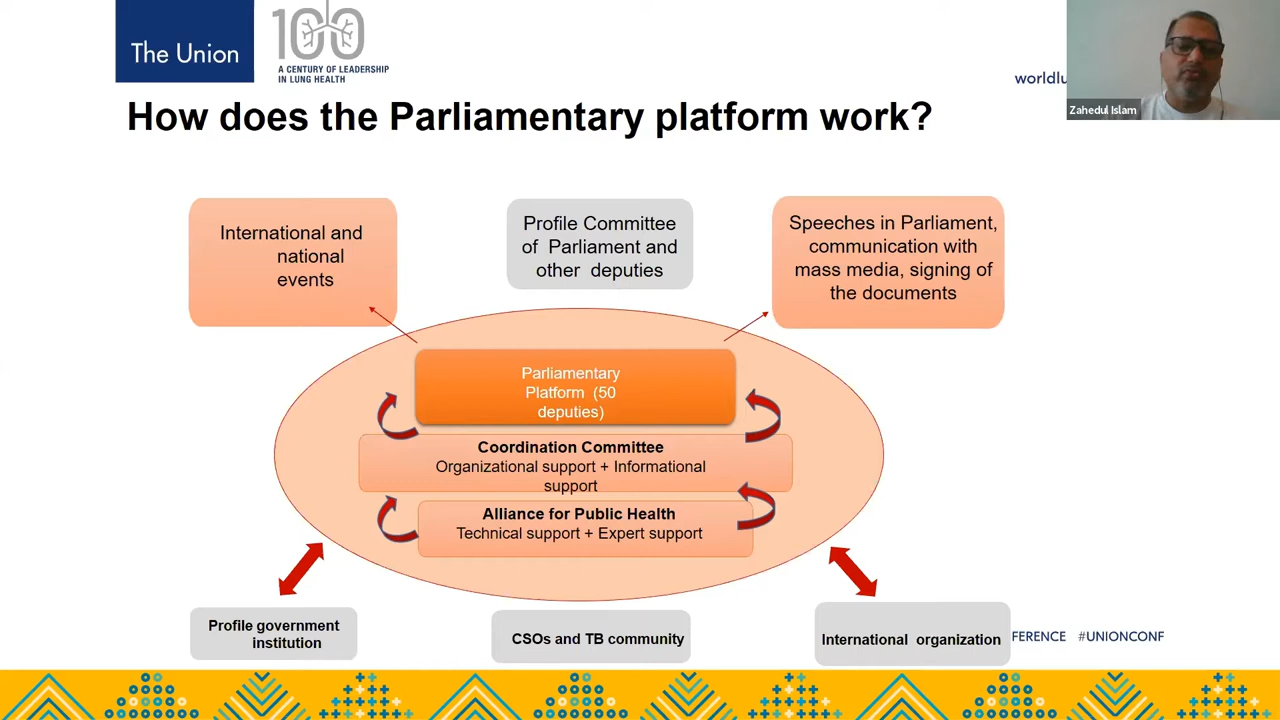 The Union
100
A CENTURY OF LEADERSHIP
IN LUNG HEALTH
worldlu
Zahedul Islam
How does the Parliamentary platform work?
International and
national
events
Profile Committee
of Parliament and
other deputies
Speeches in Parliament,
communication with
mass media, signing of
the documents
Parliamentary
Platform (50
deputies)
Coordination Committee
Organizational support + Informational
support
Alliance for Public Health
Technical support + Expert support
Profile government
institution
CSOs and TB community
International organization
FERENCE #UNIONCONF